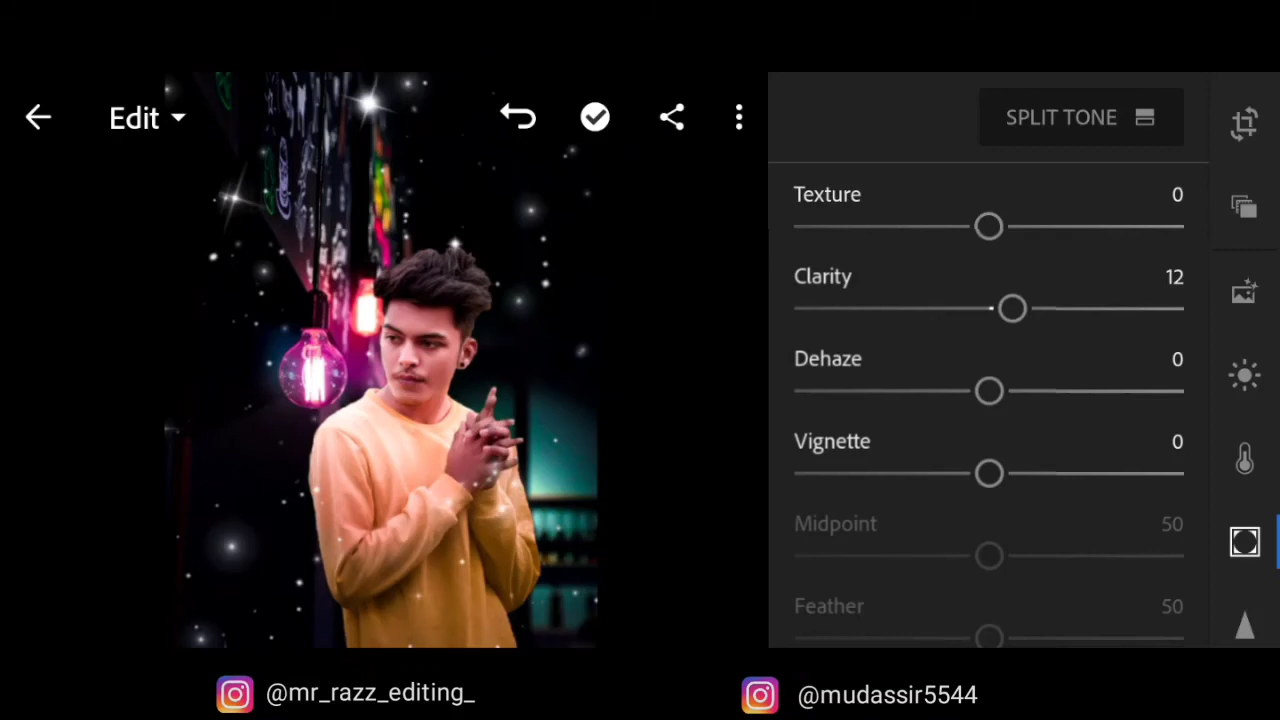 Edit
SPLIT TONE
Texture 0
Clarity 12
Dehaze 0
Vignette 0
Midpoint 50
Feather 50
@mr_razz_editing_
@mudassir5544